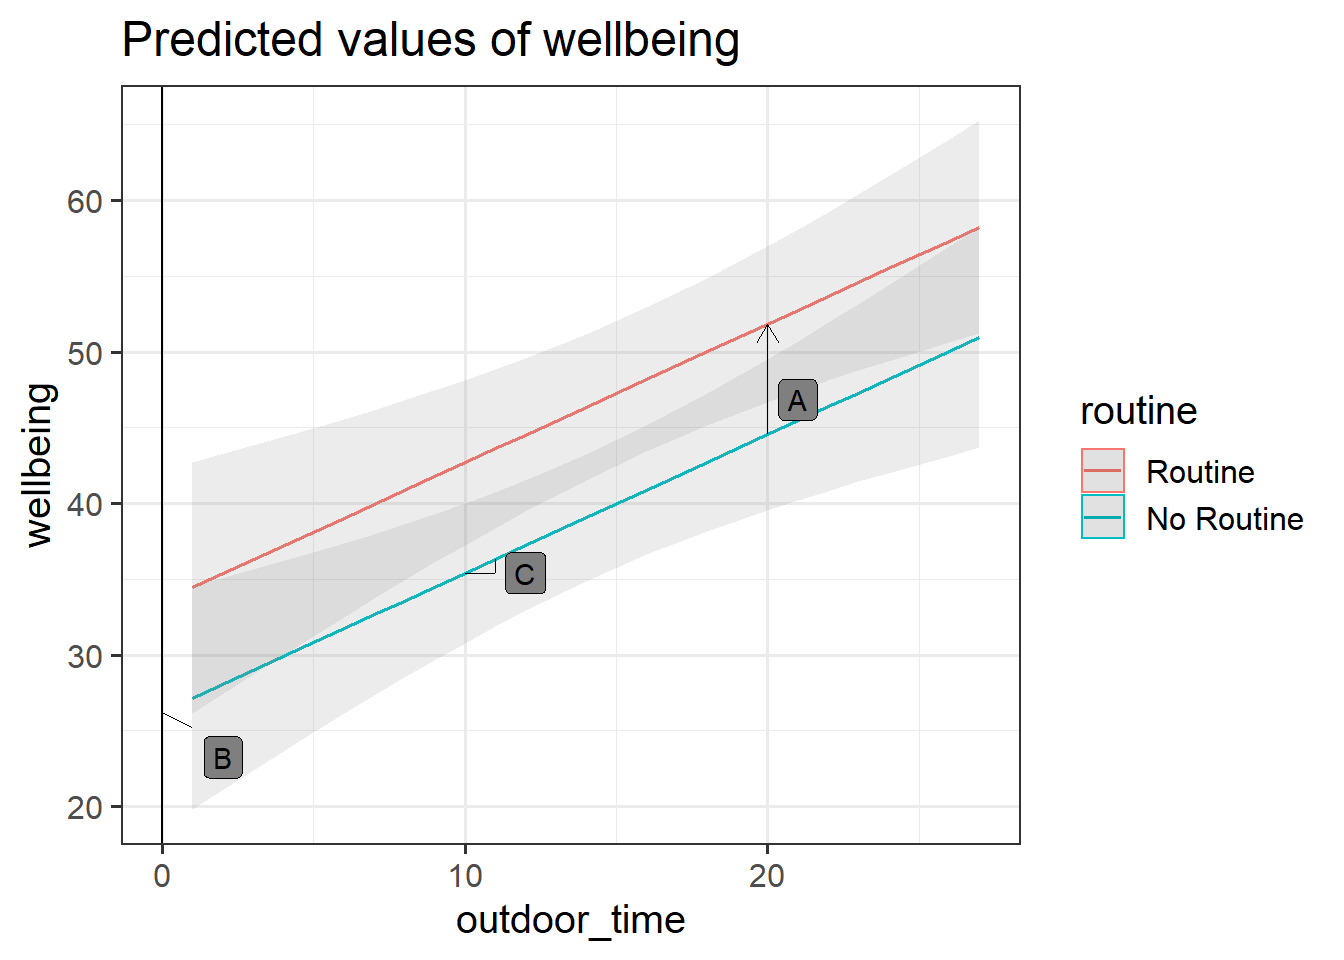 Predicted values of wellbeing
wellbeing
60
50
40
30
20
A
C
B
0
10
20
outdoor_time
routine
Routine
No Routine